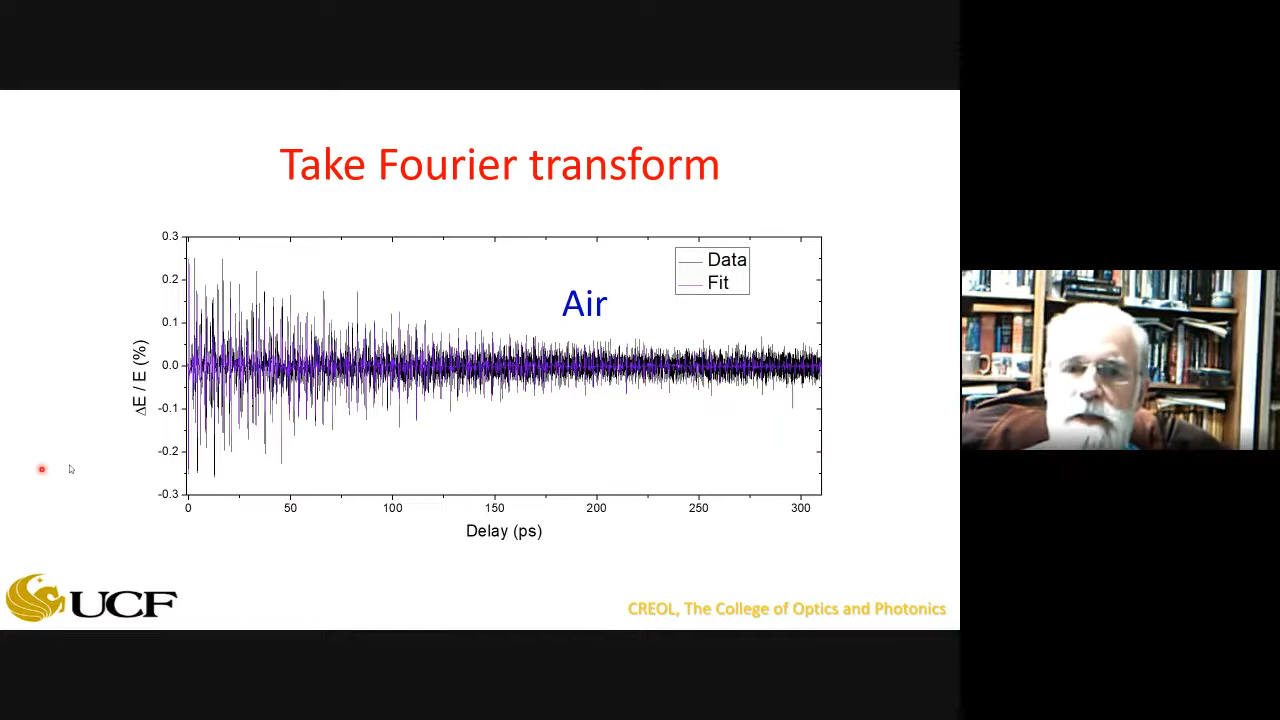 Take Fourier transform
0.3
0.2
0.1
0.0
-0.1
-0.2
-0.3
ΔE / E (%)
Data
Fit
Air
0 50 100 150 200 250 300
Delay (ps)
UCF
CREOL, The College of Optics and Photonics